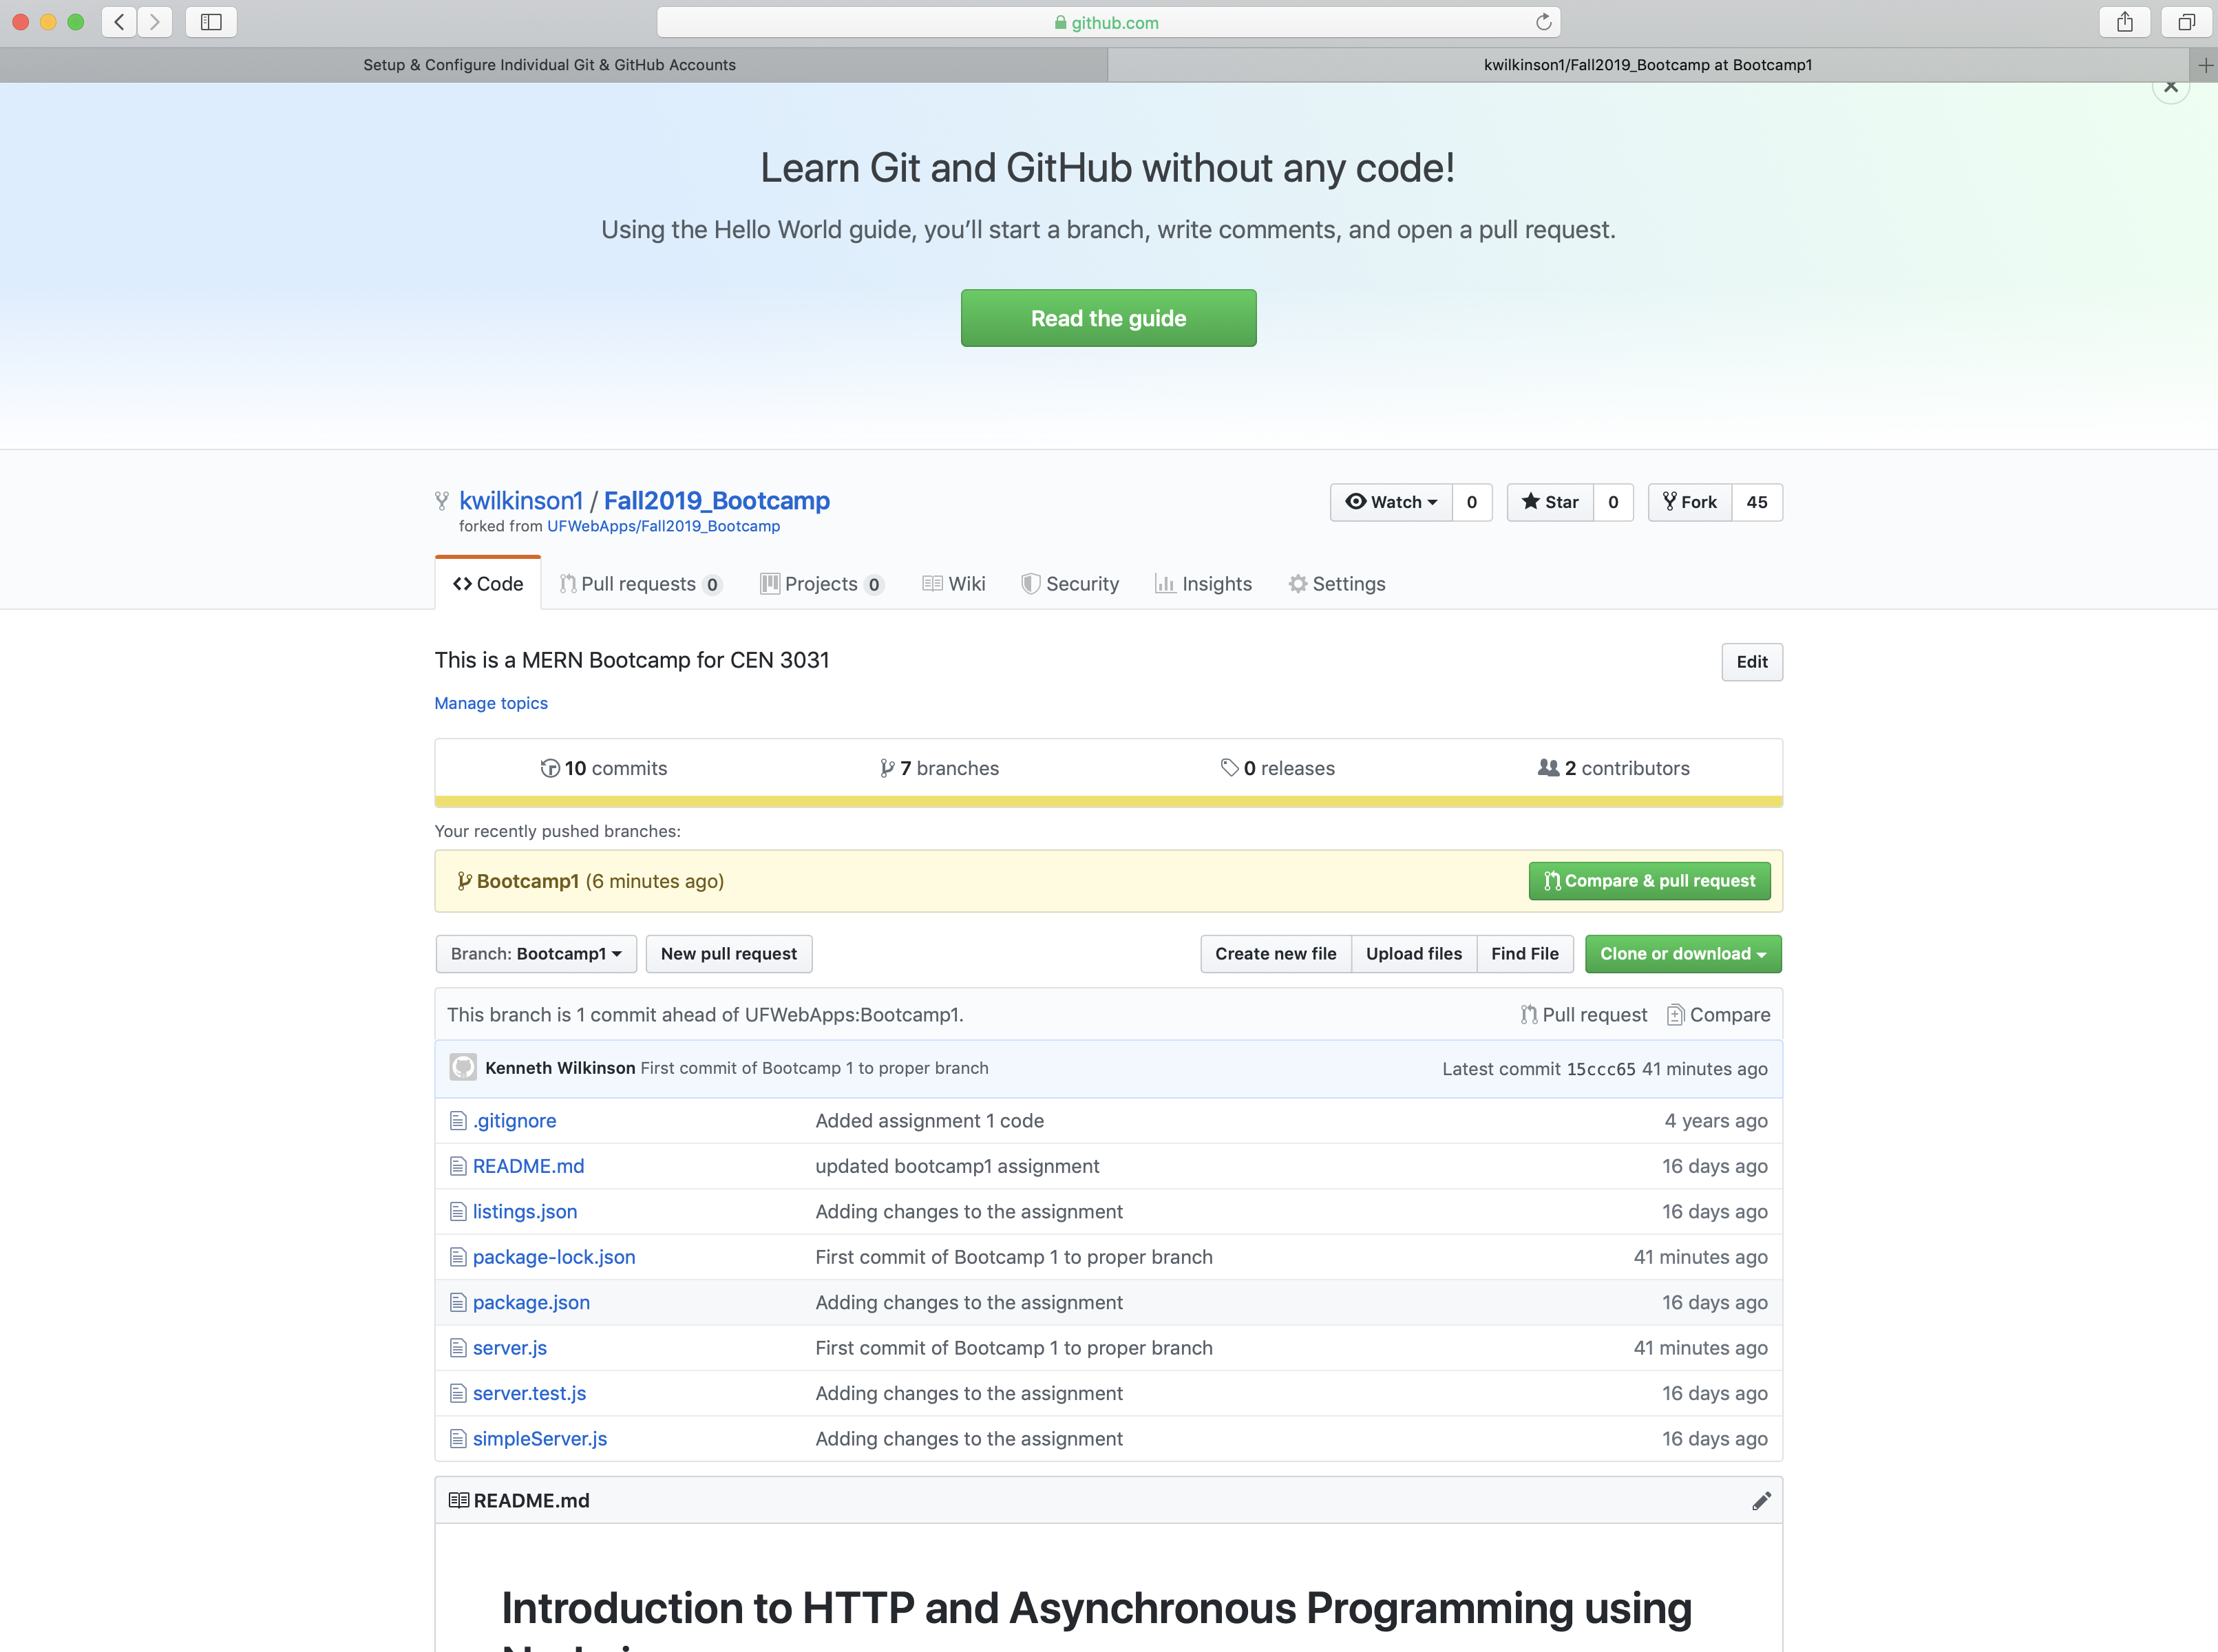 github.com
Setup & Configure Individual Git & GitHub Accounts
kwilkinson1/Fall2019_Bootcamp at Bootcamp1
Learn Git and GitHub without any code!
Using the Hello World guide, you’ll start a branch, write comments, and open a pull request.
Read the guide
kwilkinson1 / Fall2019_Bootcamp
Watch 0 Star 0 Fork 45
forked from UFWebApps/Fall2019_Bootcamp
Code Pull requests 0 Projects 0 Wiki Security Insights Settings
This is a MERN Bootcamp for CEN 3031
Edit
Manage topics
10 commits 7 branches 0 releases 2 contributors
Your recently pushed branches:
Bootcamp1 (6 minutes ago) Compare & pull request
Branch: Bootcamp1 New pull request Create new file Upload files Find File Clone or download
This branch is 1 commit ahead of UFWebApps:Bootcamp1. Pull request Compare
Kenneth Wilkinson First commit of Bootcamp 1 to proper branch Latest commit 15ccc65 41 minutes ago
.gitignore Added assignment 1 code 4 years ago
README.md updated bootcamp1 assignment 16 days ago
listings.json Adding changes to the assignment 16 days ago
package-lock.json First commit of Bootcamp 1 to proper branch 41 minutes ago
package.json Adding changes to the assignment 16 days ago
server.js First commit of Bootcamp 1 to proper branch 41 minutes ago
server.test.js Adding changes to the assignment 16 days ago
simpleServer.js Adding changes to the assignment 16 days ago
README.md
Introduction to HTTP and Asynchronous Programming using